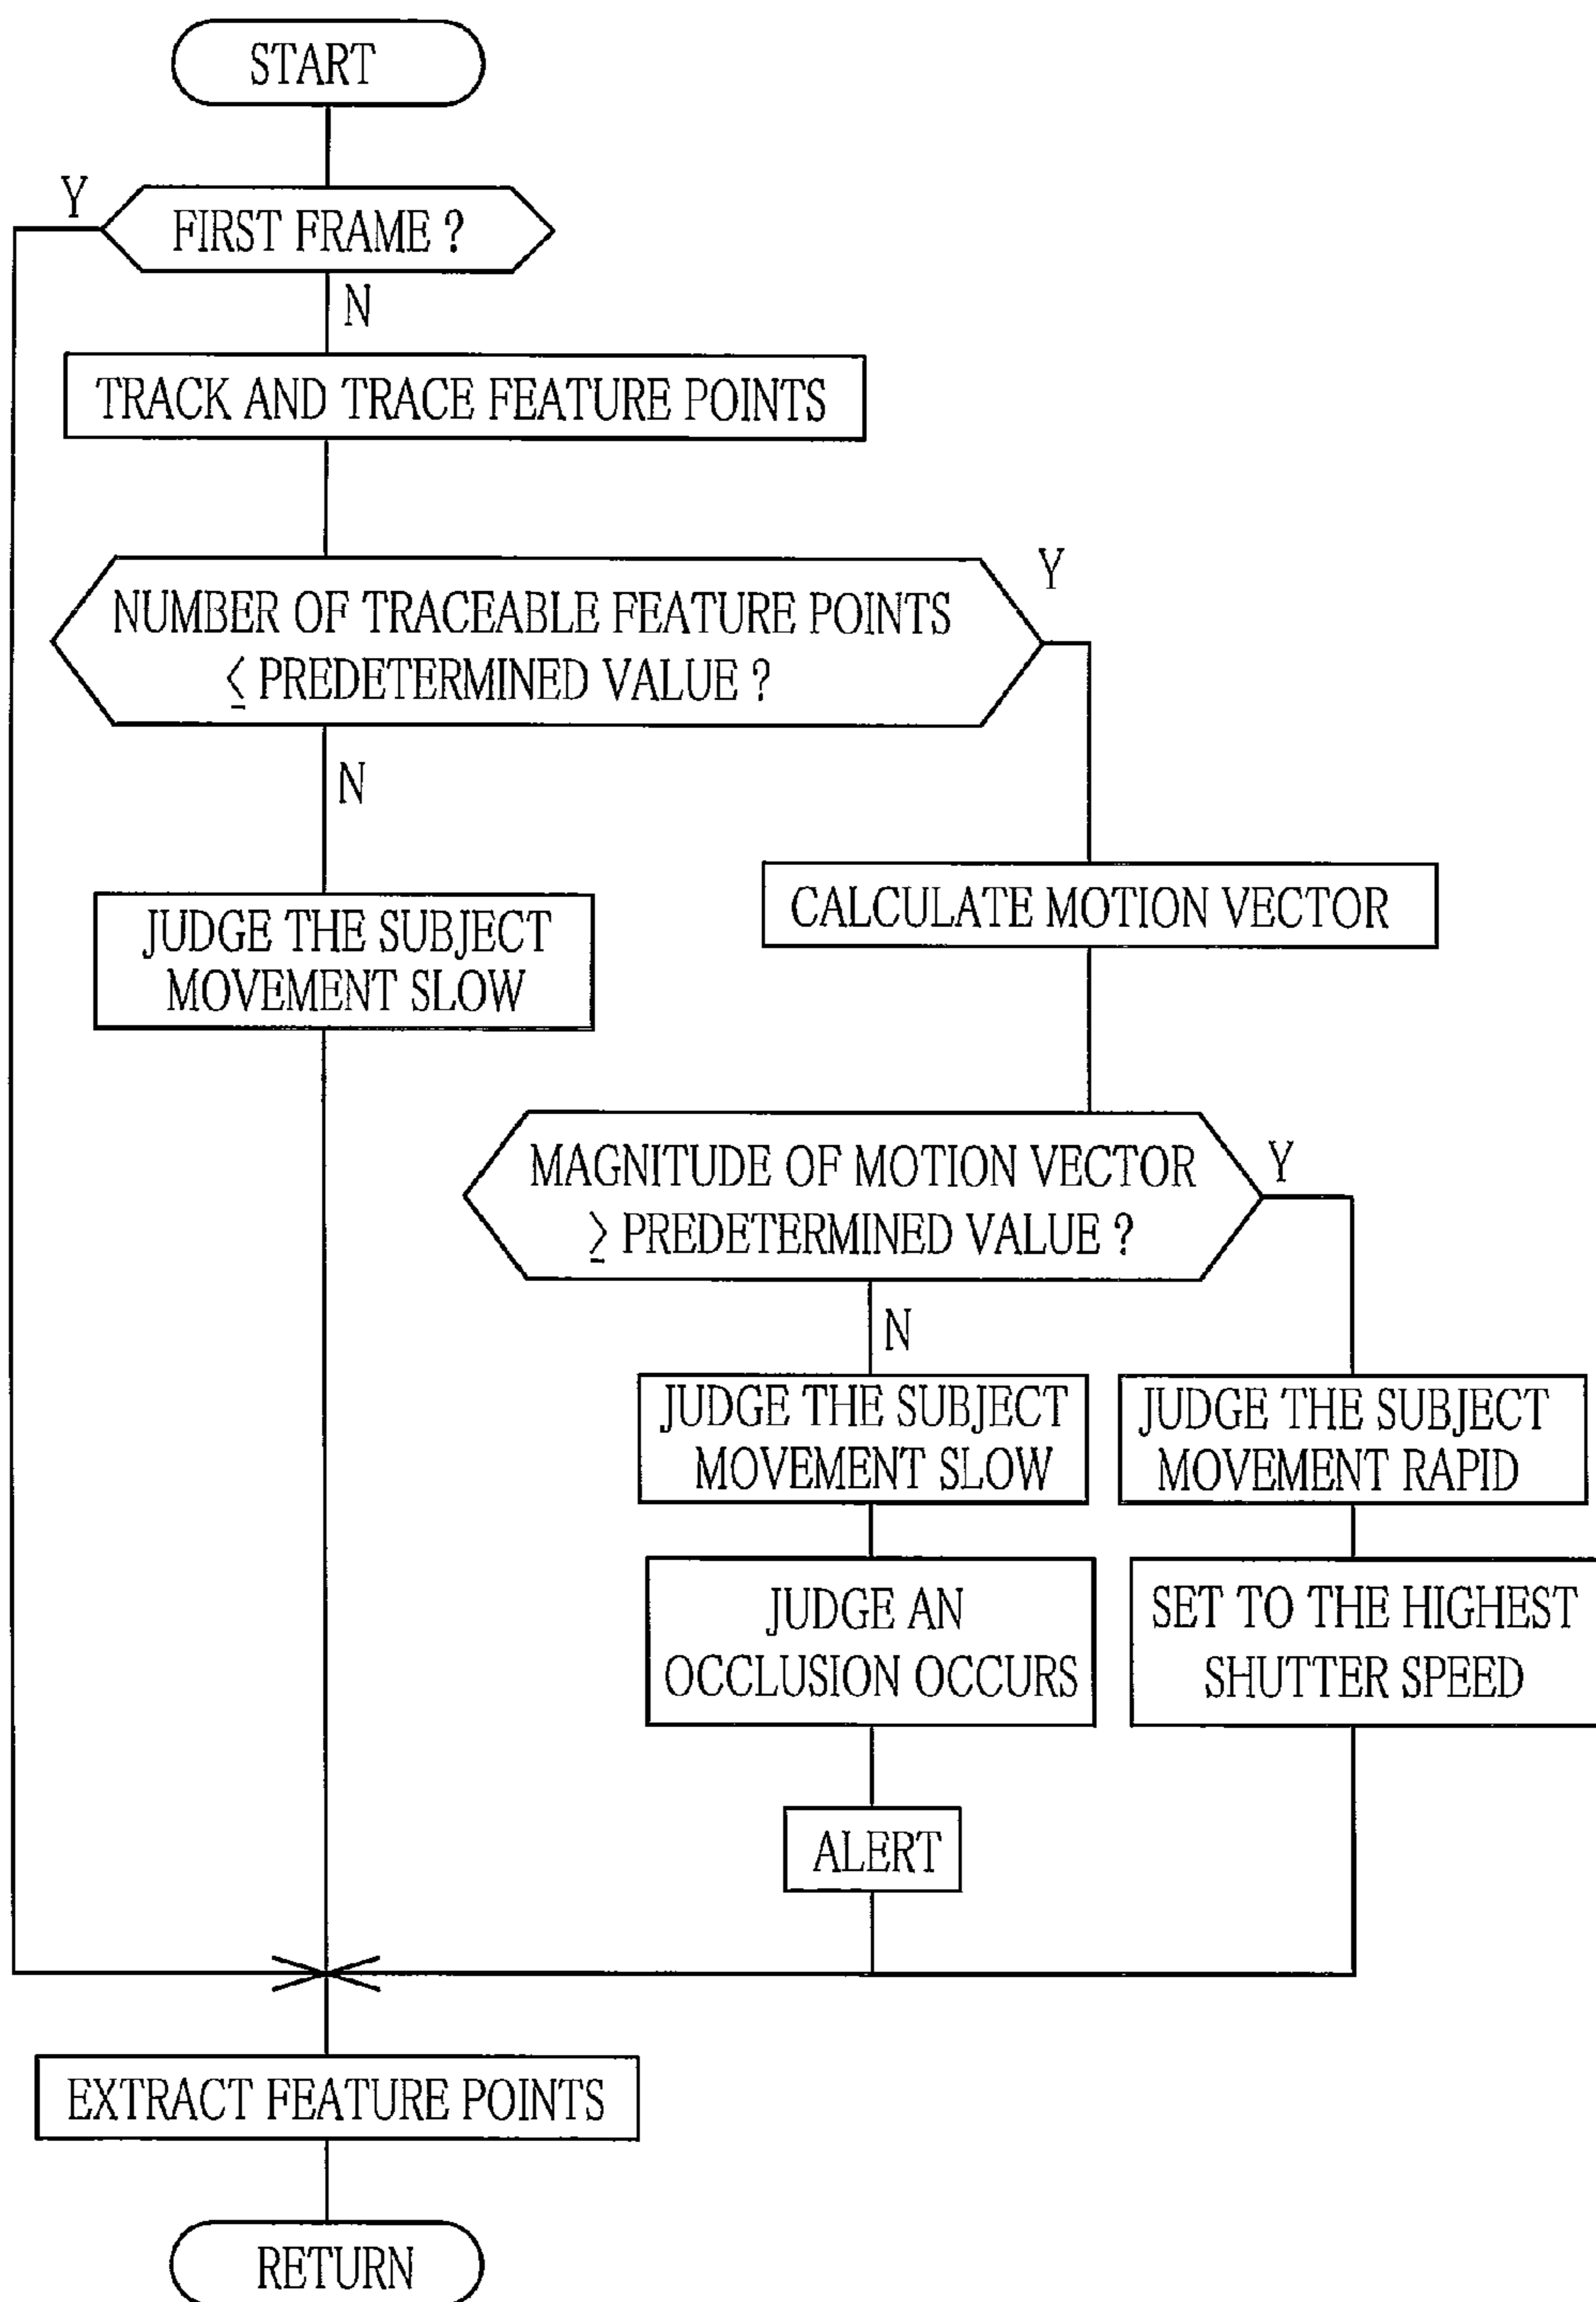 START
Y
FIRST FRAME ?
N
TRACK AND TRACE FEATURE POINTS
Y
NUMBER OF TRACEABLE FEATURE POINTS
≤ PREDETERMINED VALUE ?
N
CALCULATE MOTION VECTOR
JUDGE THE SUBJECT
MOVEMENT SLOW
MAGNITUDE OF MOTION VECTOR
≥ PREDETERMINED VALUE ?
Y
N
JUDGE THE SUBJECT
MOVEMENT SLOW
JUDGE THE SUBJECT
MOVEMENT RAPID
JUDGE AN
OCCLUSION OCCURS
SET TO THE HIGHEST
SHUTTER SPEED
ALERT
EXTRACT FEATURE POINTS
RETURN